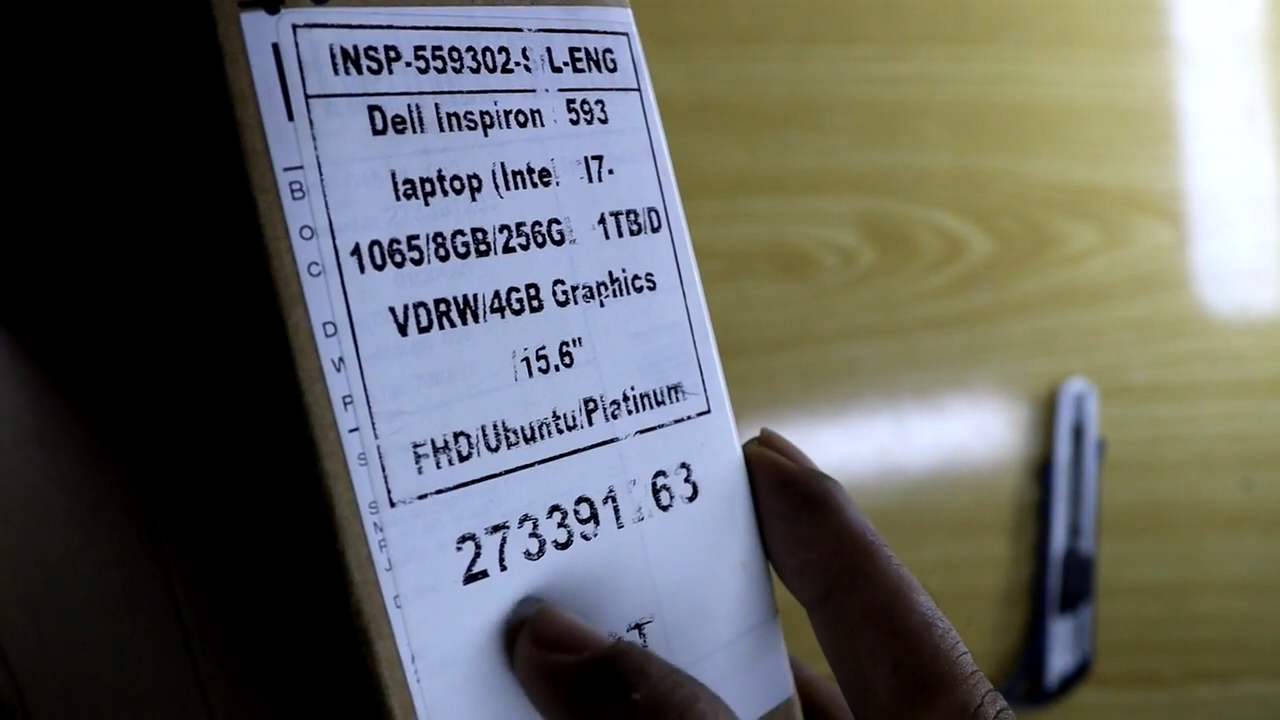 INSP-559302-S L-ENG
Dell Inspiron 593
laptop (Intel I7-
1065/8GB/256G 1TB/D
VDRW/4GB Graphics
/15.6"
FHD/Ubuntu/Platinum
273391 63
B
O
C
D
W
P
S